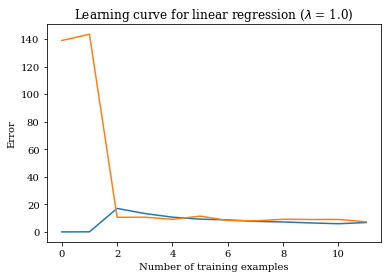 Learning curve for linear regression (λ = 1.0)
Error
140
120
100
80
60
40
20
0
0 2 4 6 8 10
Number of training examples